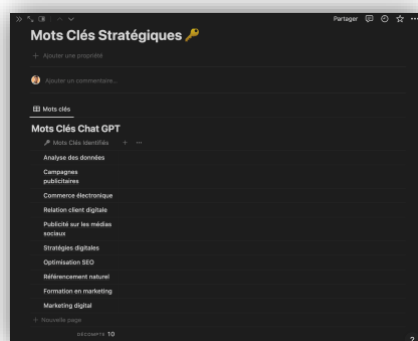 Partager
Mots Clés Stratégiques
Ajouter une propriété
Ajouter un commentaire...
Mots clés
Mots Clés Chat GPT
Mots Clés Identifiés
Analyse des données
Campagnes
publicitaires
Commerce électronique
Relation client digitale
Publicité sur les médias
sociaux
Stratégies digitales
Optimisation SEO
Référencement naturel
Formation en marketing
Marketing digital
+ Nouvelle page
DÉCOMPTE 10
2